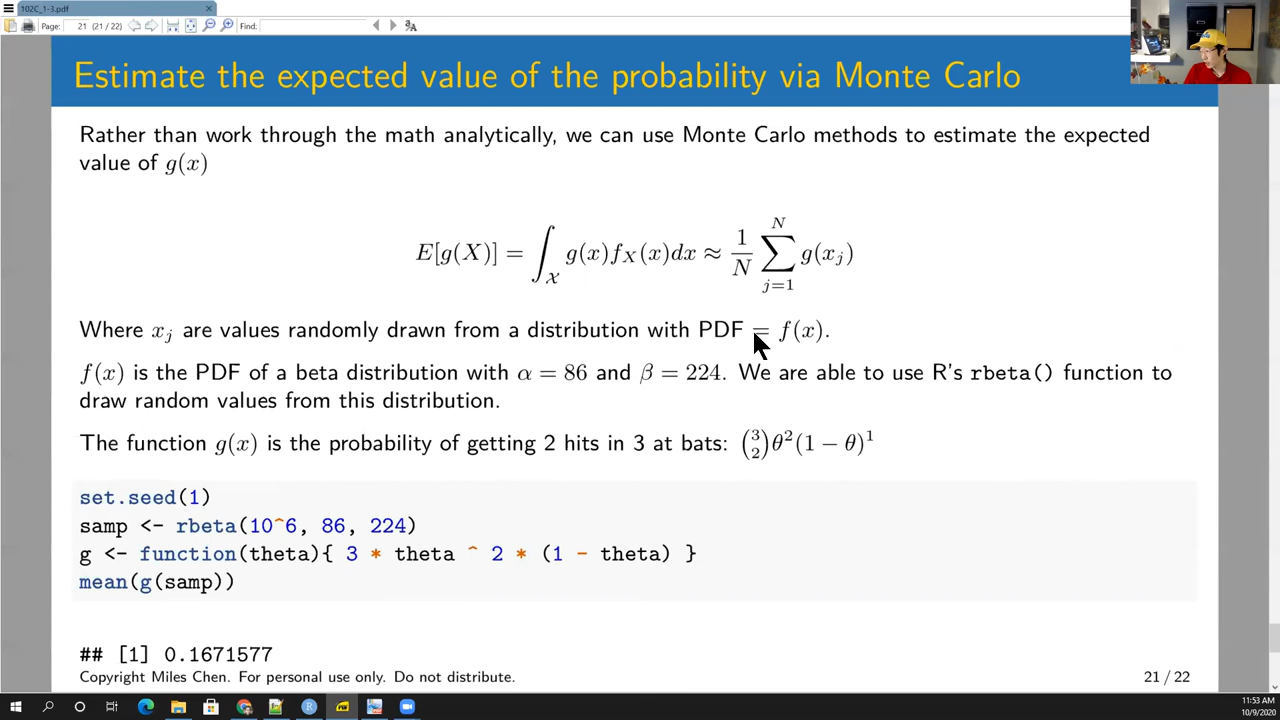 102C_1-3.pdf
Page: 21 (21 / 22) Find:
Estimate the expected value of the probability via Monte Carlo
Rather than work through the math analytically, we can use Monte Carlo methods to estimate the expected
value of g(x)
E[g(X)] = ∫_𝒳 g(x)f_X(x)dx ≈ 1/N ∑_{j=1}^{N} g(x_j)
Where x_j are values randomly drawn from a distribution with PDF = f(x).
f(x) is the PDF of a beta distribution with α = 86 and β = 224. We are able to use R's rbeta() function to
draw random values from this distribution.
The function g(x) is the probability of getting 2 hits in 3 at bats: (3 2)θ²(1 − θ)¹
set.seed(1)
samp <- rbeta(10^6, 86, 224)
g <- function(theta){ 3 * theta ^ 2 * (1 - theta) }
mean(g(samp))
## [1] 0.1671577
Copyright Miles Chen. For personal use only. Do not distribute. 21 / 22
11:53 AM
10/9/2020